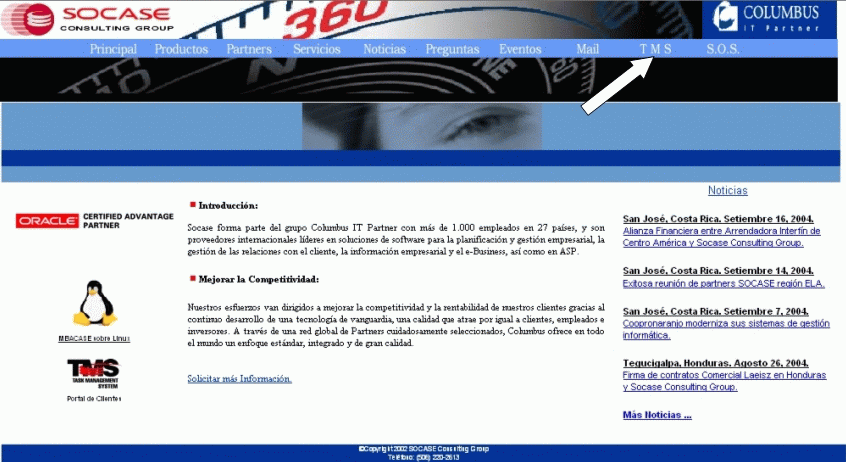 SOCASE
CONSULTING GROUP
360
COLUMBUS
IT Partner
Principal Productos Partners Servicios Noticias Preguntas Eventos Mail T M S S.O.S.
Noticias
ORACLE CERTIFIED ADVANTAGE
PARTNER
MBACASE sobre Linux
TMS
TASK MANAGEMENT
SYSTEM
Portal de Clientes
Introducción:
Socase forma parte del grupo Columbus IT Partner con más de 1.000 empleados en 27 países, y son
proveedores internacionales líderes en soluciones de software para la planificación y gestión empresarial, la
gestión de las relaciones con el cliente, la información empresarial y el e-Business, así como en ASP.
Mejorar la Competitividad:
Nuestros esfuerzos van dirigidos a mejorar la competitividad y la rentabilidad de nuestros clientes gracias al
continuo desarrollo de una tecnología de vanguardia, una calidad que atrae por igual a clientes, empleados e
inversores. A través de una red global de Partners cuidadosamente seleccionados, Columbus ofrece en todo
el mundo un enfoque estándar, integrado y de gran calidad.
Solicitar más Información.
San José, Costa Rica. Setiembre 16, 2004.
Alianza Financiera entre Arrendadora Interfín de
Centro América y Socase Consulting Group.
San José, Costa Rica. Setiembre 14, 2004.
Exitosa reunión de partners SOCASE región ELA.
San José, Costa Rica. Setiembre 7, 2004.
Coopronaranjo moderniza sus sistemas de gestión
informática.
Tegucigalpa, Honduras. Agosto 26, 2004.
Firma de contratos Comercial Laeisz en Honduras
y Socase Consulting Group.
Más Noticias ...
©Copyright 2002 SOCASE Consulting Group
Teléfono: (506) 220-2613